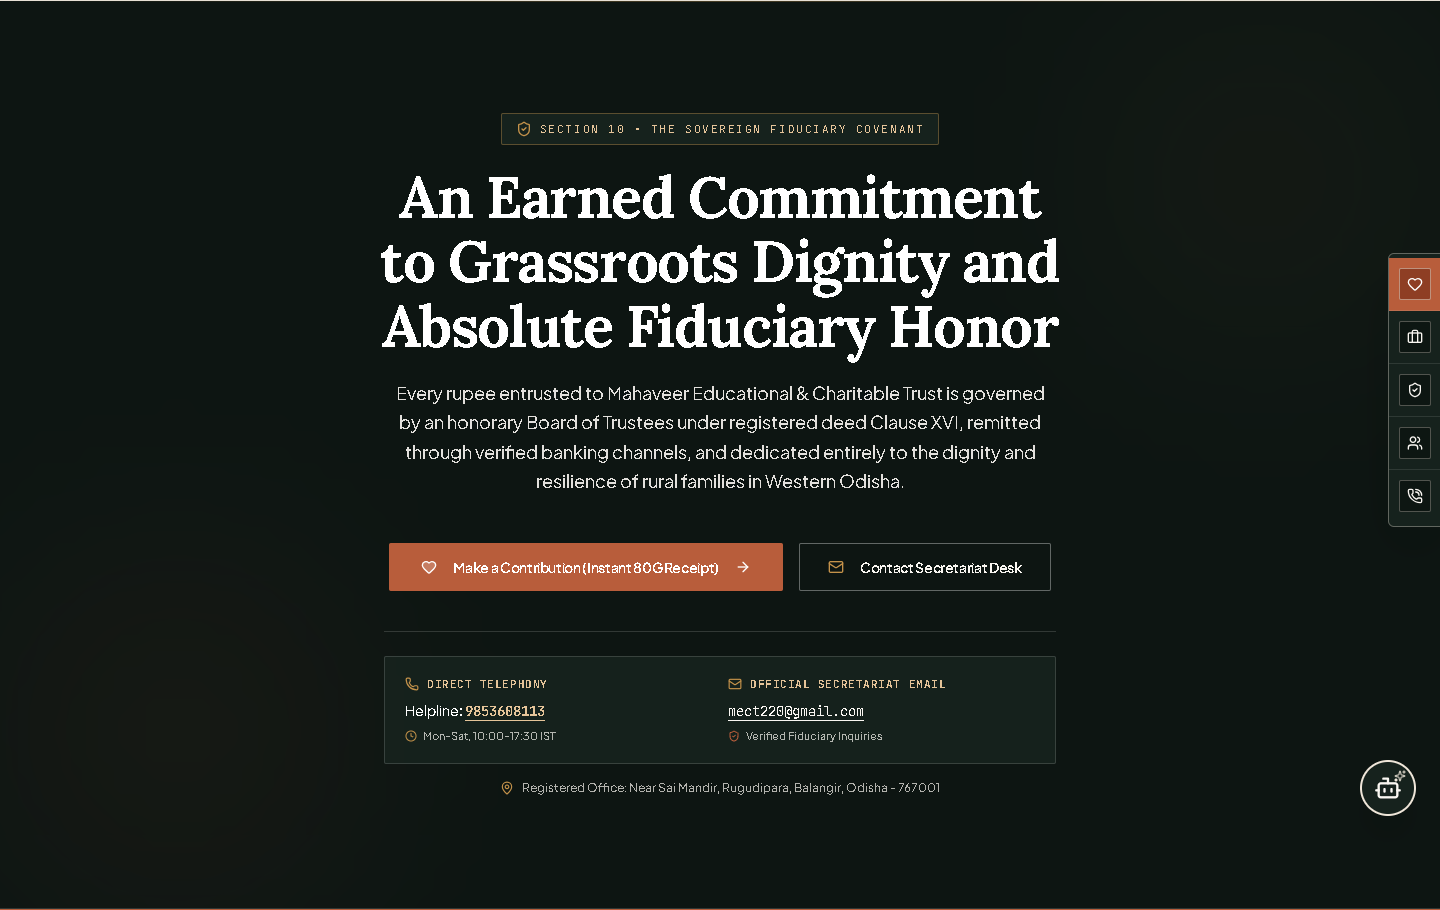 SECTION 10 - THE SOVEREIGN FIDUCIARY COVENANT
An Earned Commitment
to Grassroots Dignity and
Absolute Fiduciary Honor
Every rupee entrusted to Mahaveer Educational & Charitable Trust is governed
by an honorary Board of Trustees under registered deed Clause XVI, remitted
through verified banking channels, and dedicated entirely to the dignity and
resilience of rural families in Western Odisha.
Make a Contribution (Instant 80G Receipt)
Contact Secretariat Desk
DIRECT TELEPHONY
Helpline: 9853608113
Mon–Sat, 10:00–17:30 IST
OFFICIAL SECRETARIAT EMAIL
mect220@gmail.com
Verified Fiduciary Inquiries
Registered Office: Near Sai Mandir, Rugudipara, Balangir, Odisha - 767001